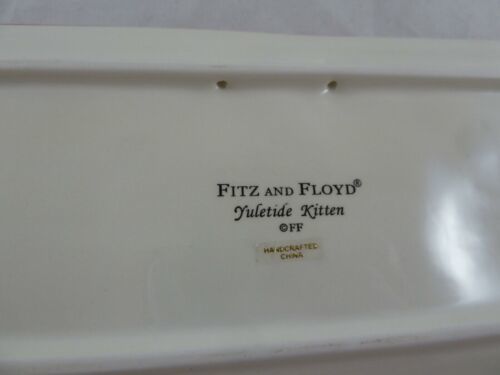 FITZ AND FLOYD®
Yuletide Kitten
©FF
HANDCRAFTED
CHINA